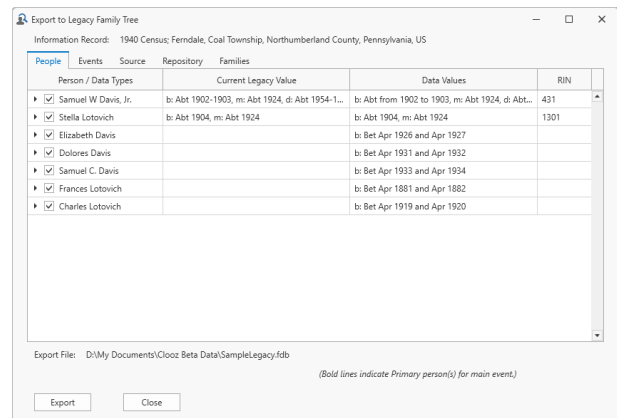 Export to Legacy Family Tree
Information Record: 1940 Census; Ferndale, Coal Township, Northumberland County, Pennsylvania, US
People Events Source Repository Families
Person / Data Types Current Legacy Value Data Values RIN
Samuel W Davis, Jr. b: Abt 1902-1903, m: Abt 1924, d: Abt 1954-1... b: Abt from 1902 to 1903, m: Abt 1924, d: Abt... 431
Stella Lotovich b: Abt 1904, m: Abt 1924 b: Abt 1904, m: Abt 1924 1301
Elizabeth Davis b: Bet Apr 1926 and Apr 1927
Dolores Davis b: Bet Apr 1931 and Apr 1932
Samuel C. Davis b: Bet Apr 1933 and Apr 1934
Frances Lotovich b: Bet Apr 1881 and Apr 1882
Charles Lotovich b: Bet Apr 1919 and Apr 1920
Export File: D:\My Documents\Clooz Beta Data\SampleLegacy.fdb
(Bold lines indicate Primary person(s) for main event.)
Export Close